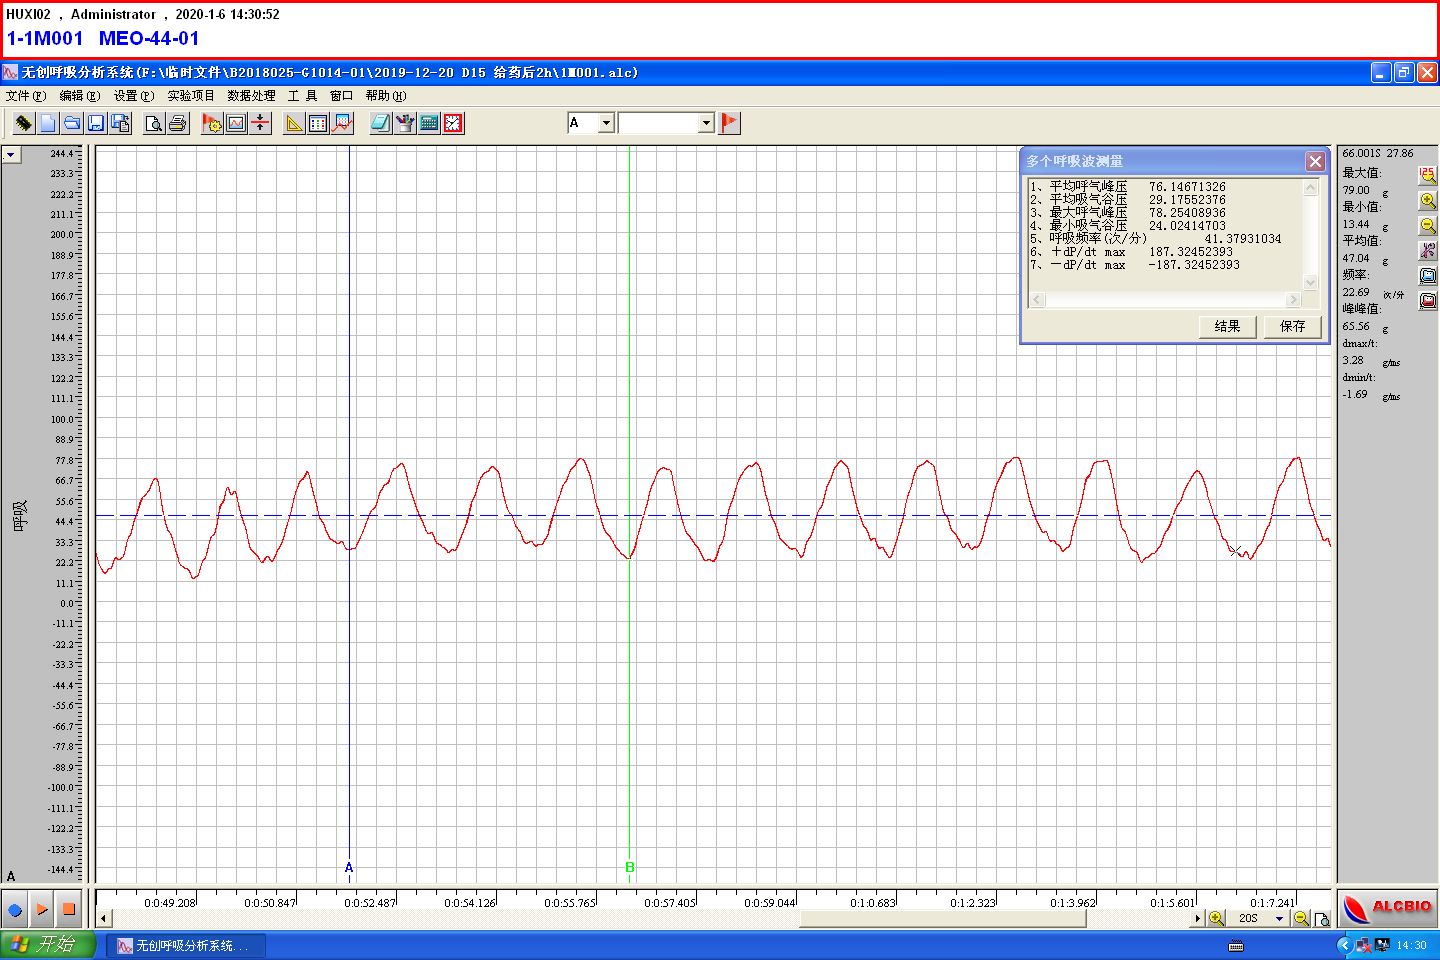 HUXI02 , Administrator , 2020-1-6 14:30:52
1-1M001 MEO-44-01
无创呼吸分析系统(F:\临时文件\B2018025-G1014-01\2019-12-20 D15 给药后2h\1M001.alc)
文件(F) 编辑(E) 设置(P) 实验项目 数据处理 工 具 窗口 帮助(H)
A
244.4
233.3
222.2
211.1
200.0
188.9
177.8
166.7
155.6
144.4
133.3
122.2
111.1
100.0
88.9
77.8
66.7
55.6
44.4
33.3
22.2
11.1
0.0
-11.1
-22.2
-33.3
-44.4
-55.6
-66.7
-77.8
-88.9
-100.0
-111.1
-122.2
-133.3
-144.4
呼吸
A
多个呼吸波测量
1、平均呼气峰压 76.14671326
2、平均吸气谷压 29.17552376
3、最大呼气峰压 78.25408936
4、最小吸气谷压 24.02414703
5、呼吸频率(次/分) 41.37931034
6、＋dP/dt max 187.32452393
7、－dP/dt max -187.32452393
结果 保存
66.001S 27.86
最大值:
79.00 g
最小值:
13.44 g
平均值:
47.04 g
频率:
22.69 次/分
峰峰值:
65.56 g
dmax/t:
3.28 g/ms
dmin/t:
-1.69 g/ms
125
A B
0:0:49.208 0:0:50.847 0:0:52.487 0:0:54.126 0:0:55.765 0:0:57.405 0:0:59.044 0:1:0.683 0:1:2.323 0:1:3.962 0:1:5.601 0:1:7.241
20S
ALCBIO
开始 无创呼吸分析系统... 14:30